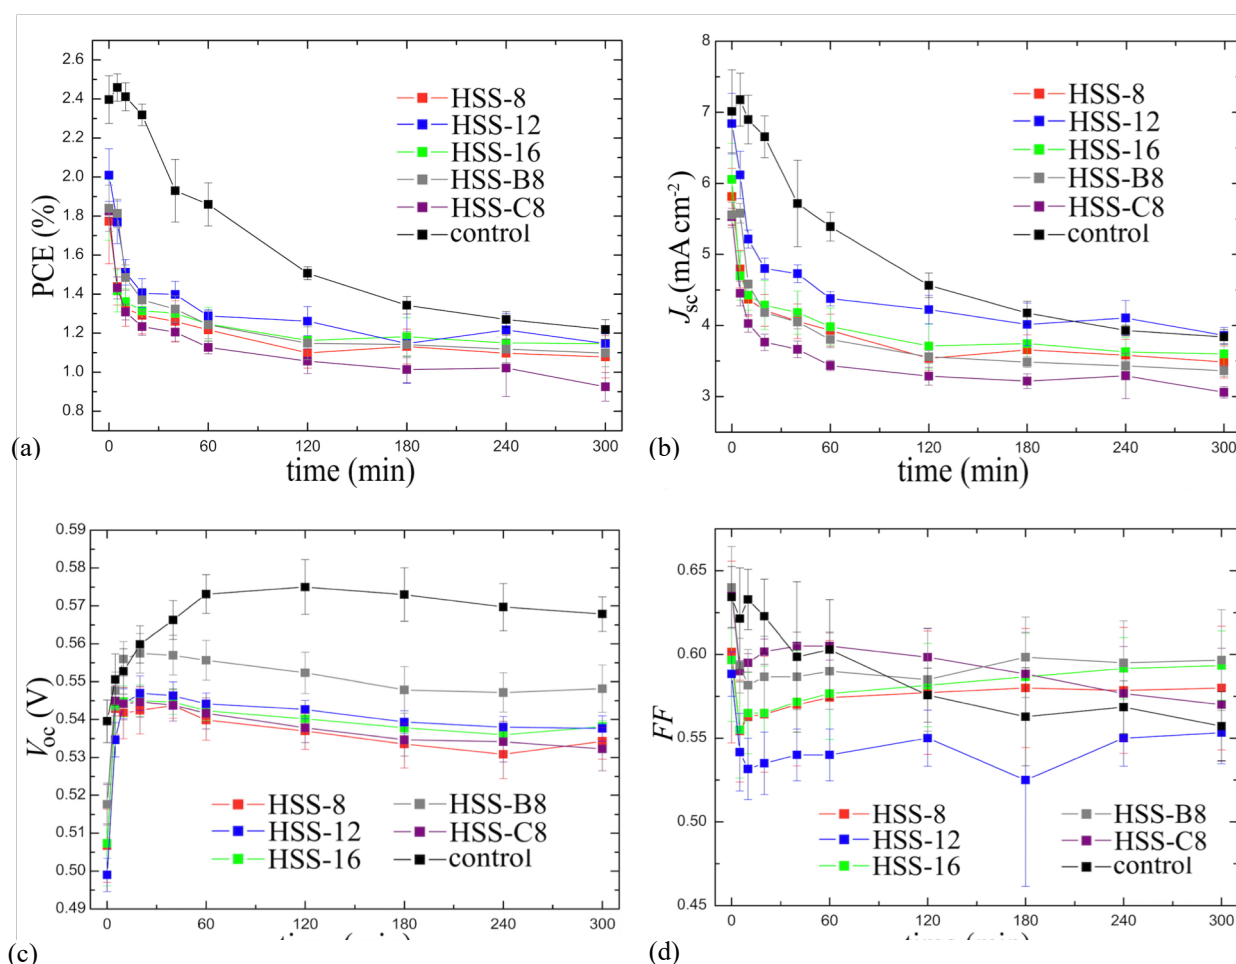 2.6
2.4
2.2
2.0
1.8
1.6
1.4
1.2
1.0
0.8
PCE (%)
HSS-8
HSS-12
HSS-16
HSS-B8
HSS-C8
control
0 60 120 180 240 300
(a)
time (min)
8
7
6
5
4
3
Jsc(mA cm-2)
HSS-8
HSS-12
HSS-16
HSS-B8
HSS-C8
control
0 60 120 180 240 300
(b)
time (min)
0.59
0.58
0.57
0.56
0.55
0.54
0.53
0.52
0.51
0.50
0.49
Voc (V)
HSS-8 HSS-B8
HSS-12 HSS-C8
HSS-16 control
0 60 120 180 240 300
(c)
time (min)
0.65
0.60
0.55
0.50
0.45
FF
HSS-8 HSS-B8
HSS-12 HSS-C8
HSS-16 control
0 60 120 180 240 300
(d)
time (min)